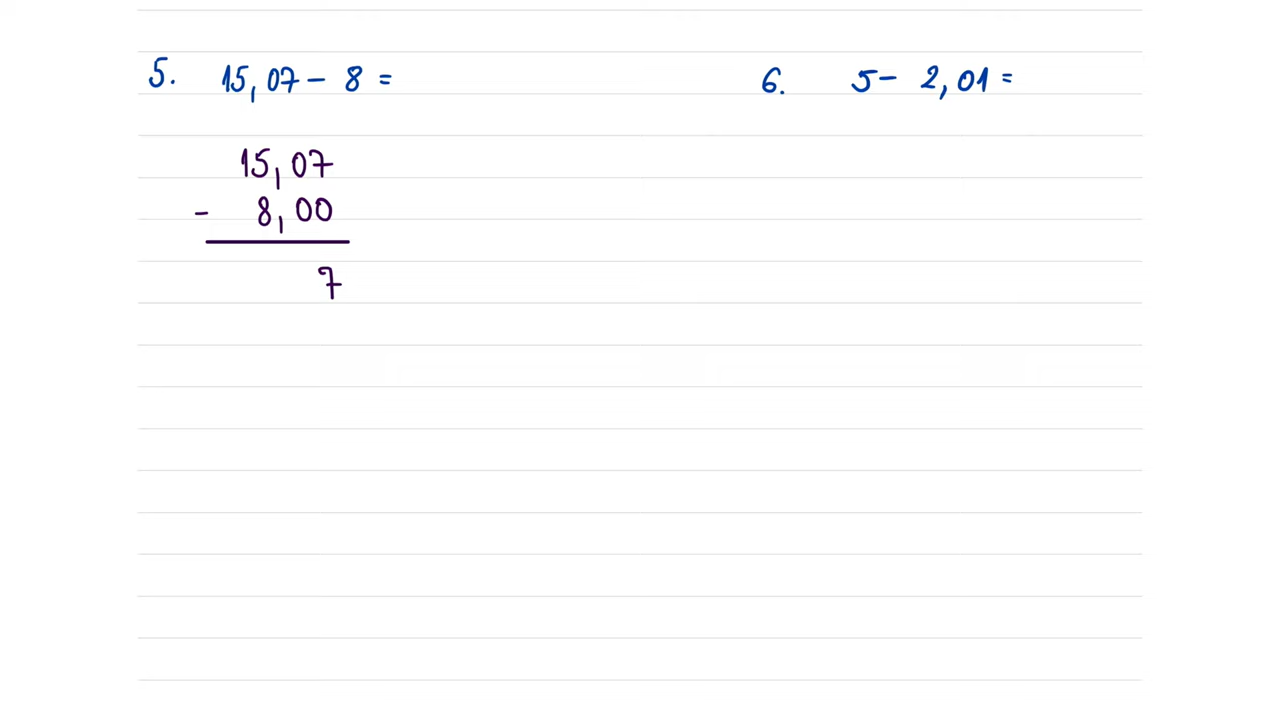 5. 15,07 - 8 =
6. 5 - 2,01 =
15,07
- 8,00
7